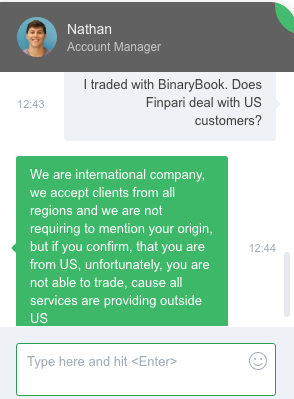 Nathan
Account Manager
I traded with BinaryBook. Does
Finpari deal with US
customers?
12:43
We are international company,
we accept clients from all
regions and we are not
requiring to mention your origin,
but if you confirm, that you are
from US, unfortunately, you are
not able to trade, cause all
services are providing outside
US
12:44
Type here and hit <Enter>